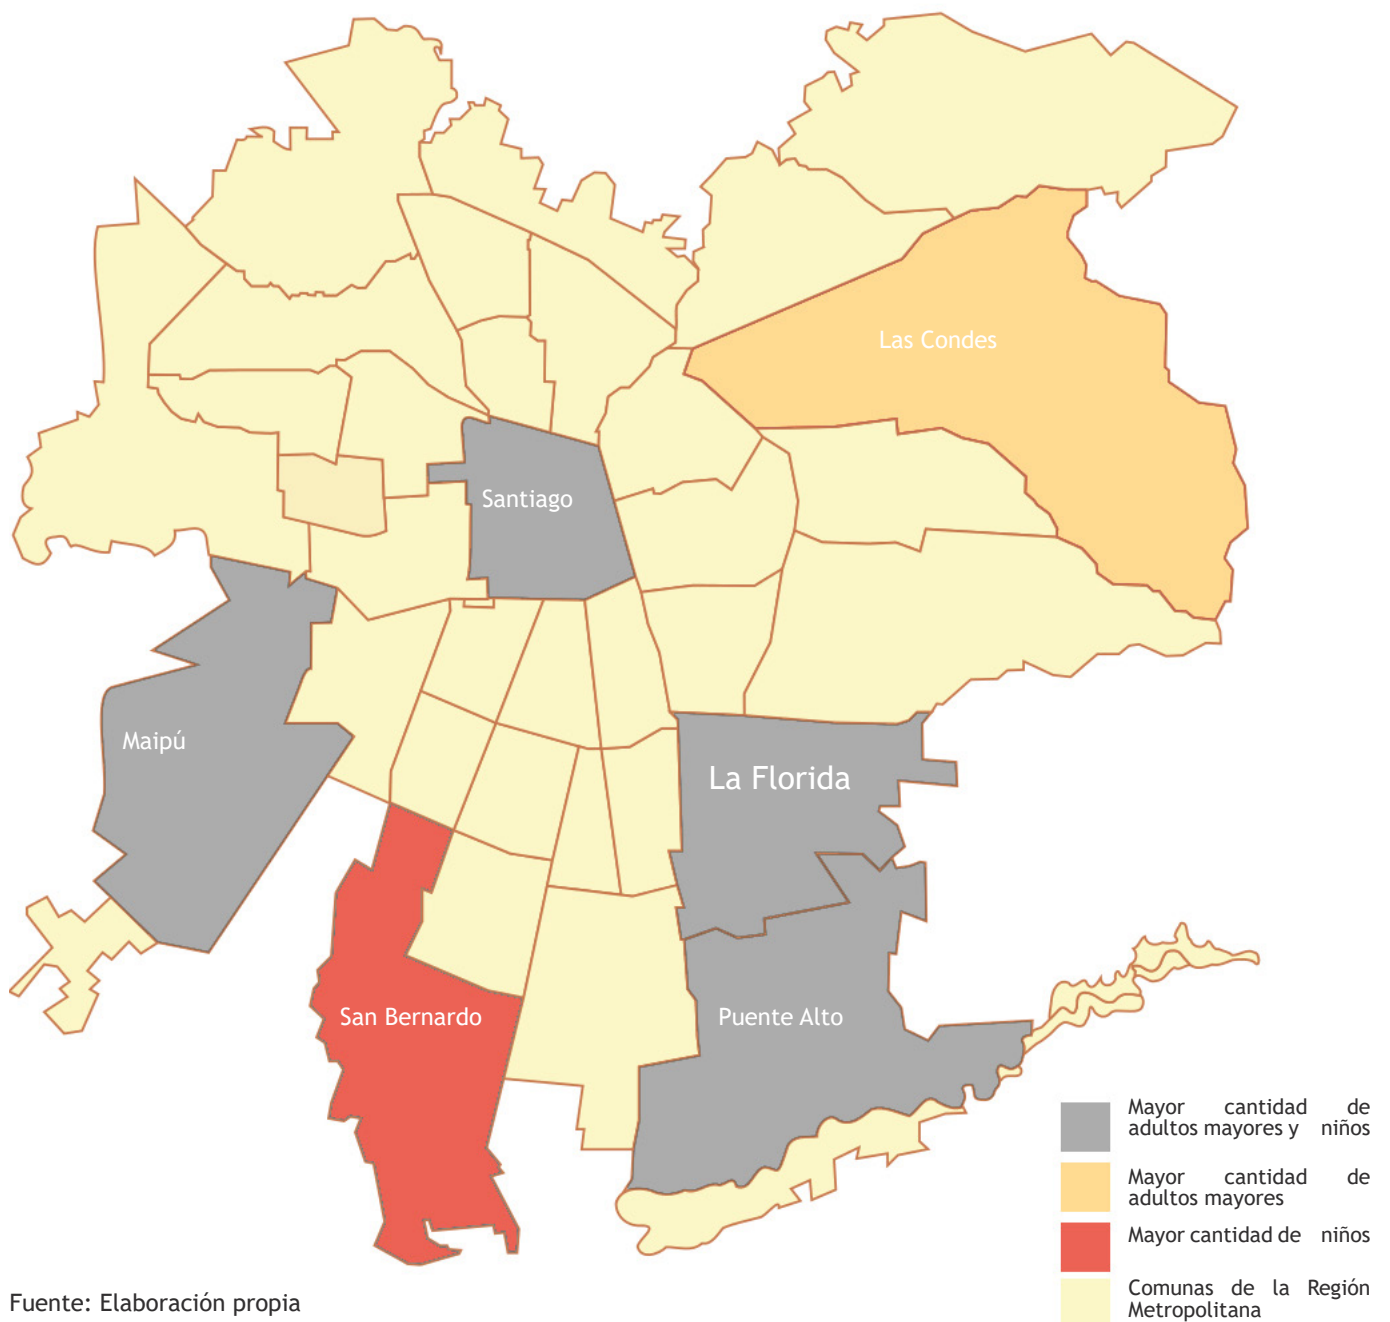 Las Condes
Santiago
Maipú
La Florida
San Bernardo
Puente Alto
Mayor cantidad de
adultos mayores y niños
Mayor cantidad de
adultos mayores
Mayor cantidad de niños
Comunas de la Región
Metropolitana
Fuente: Elaboración propia